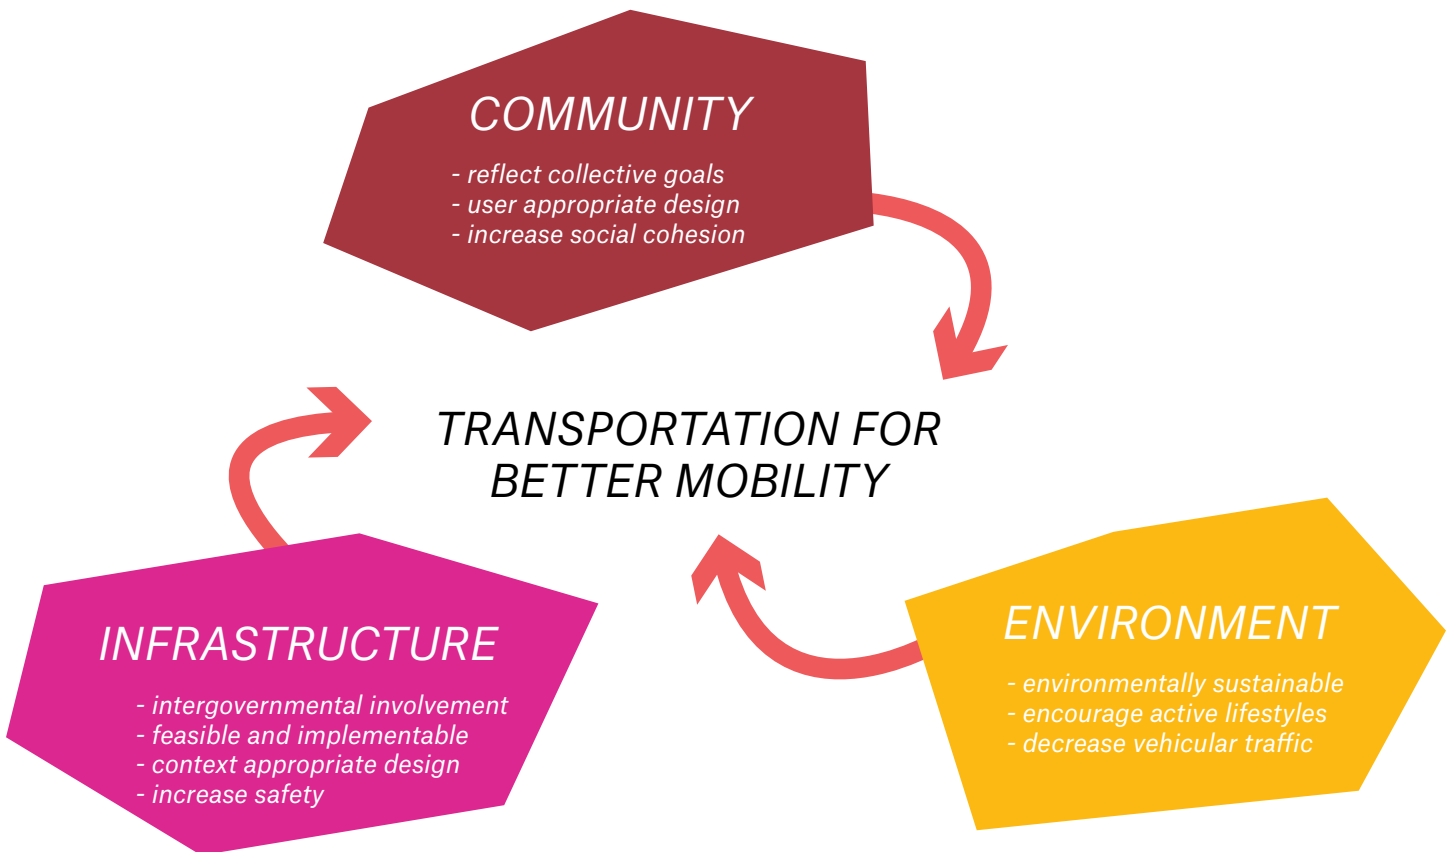 COMMUNITY
- reflect collective goals
- user appropriate design
- increase social cohesion
TRANSPORTATION FOR
BETTER MOBILITY
INFRASTRUCTURE
- intergovernmental involvement
- feasible and implementable
- context appropriate design
- increase safety
ENVIRONMENT
- environmentally sustainable
- encourage active lifestyles
- decrease vehicular traffic